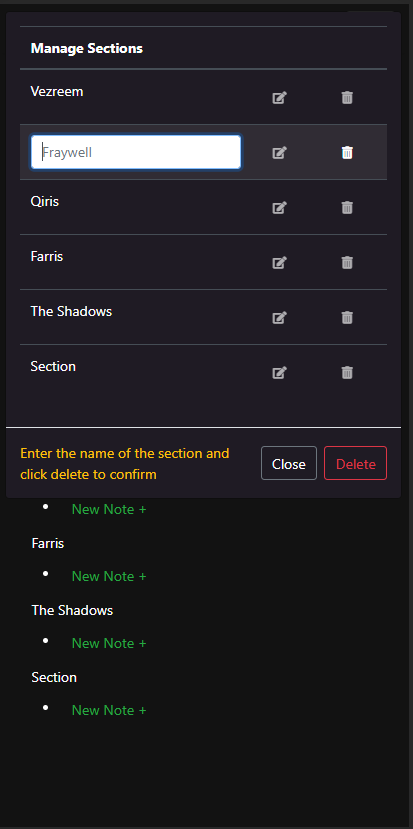 Manage Sections
Vezreem
Fraywell
Qiris
Farris
The Shadows
Section
Enter the name of the section and
click delete to confirm
Close
Delete
New Note +
Farris
New Note +
The Shadows
New Note +
Section
New Note +